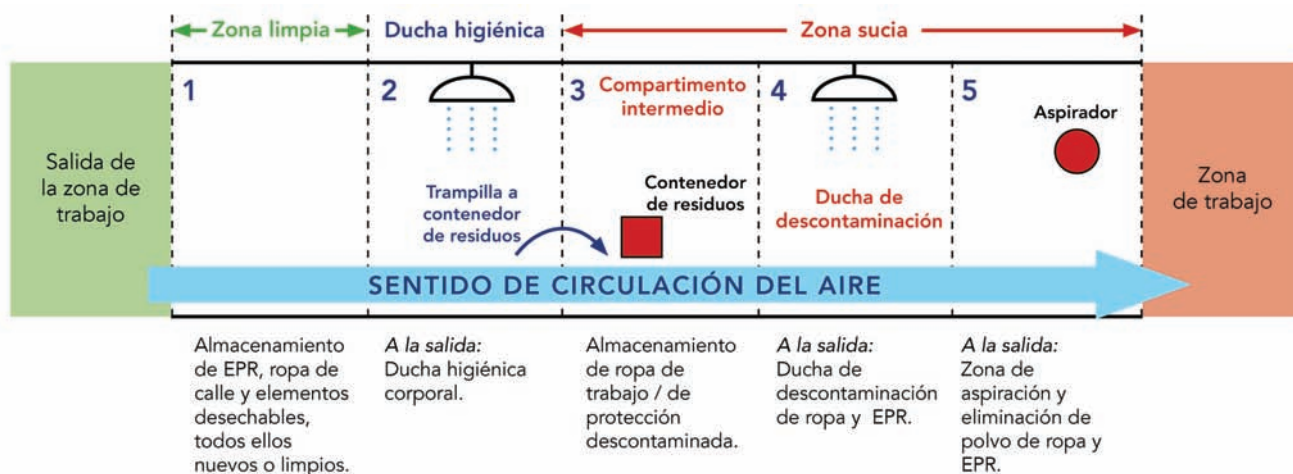 Zona limpia
Ducha higiénica
Zona sucia
Salida de
la zona de
trabajo
1
2
Trampilla a
contenedor
de residuos
3
Compartimento
intermedio
Contenedor
de residuos
4
Ducha de
descontaminación
5
Aspirador
Zona
de trabajo
SENTIDO DE CIRCULACIÓN DEL AIRE
Almacenamiento
de EPR, ropa de
calle y elementos
desechables,
todos ellos
nuevos o limpios.
A la salida:
Ducha higiénica
corporal.
Almacenamiento
de ropa de
trabajo / de
protección
descontaminada.
A la salida:
Ducha de
descontaminación
de ropa y EPR.
A la salida:
Zona de
aspiración y
eliminación de
polvo de ropa y
EPR.